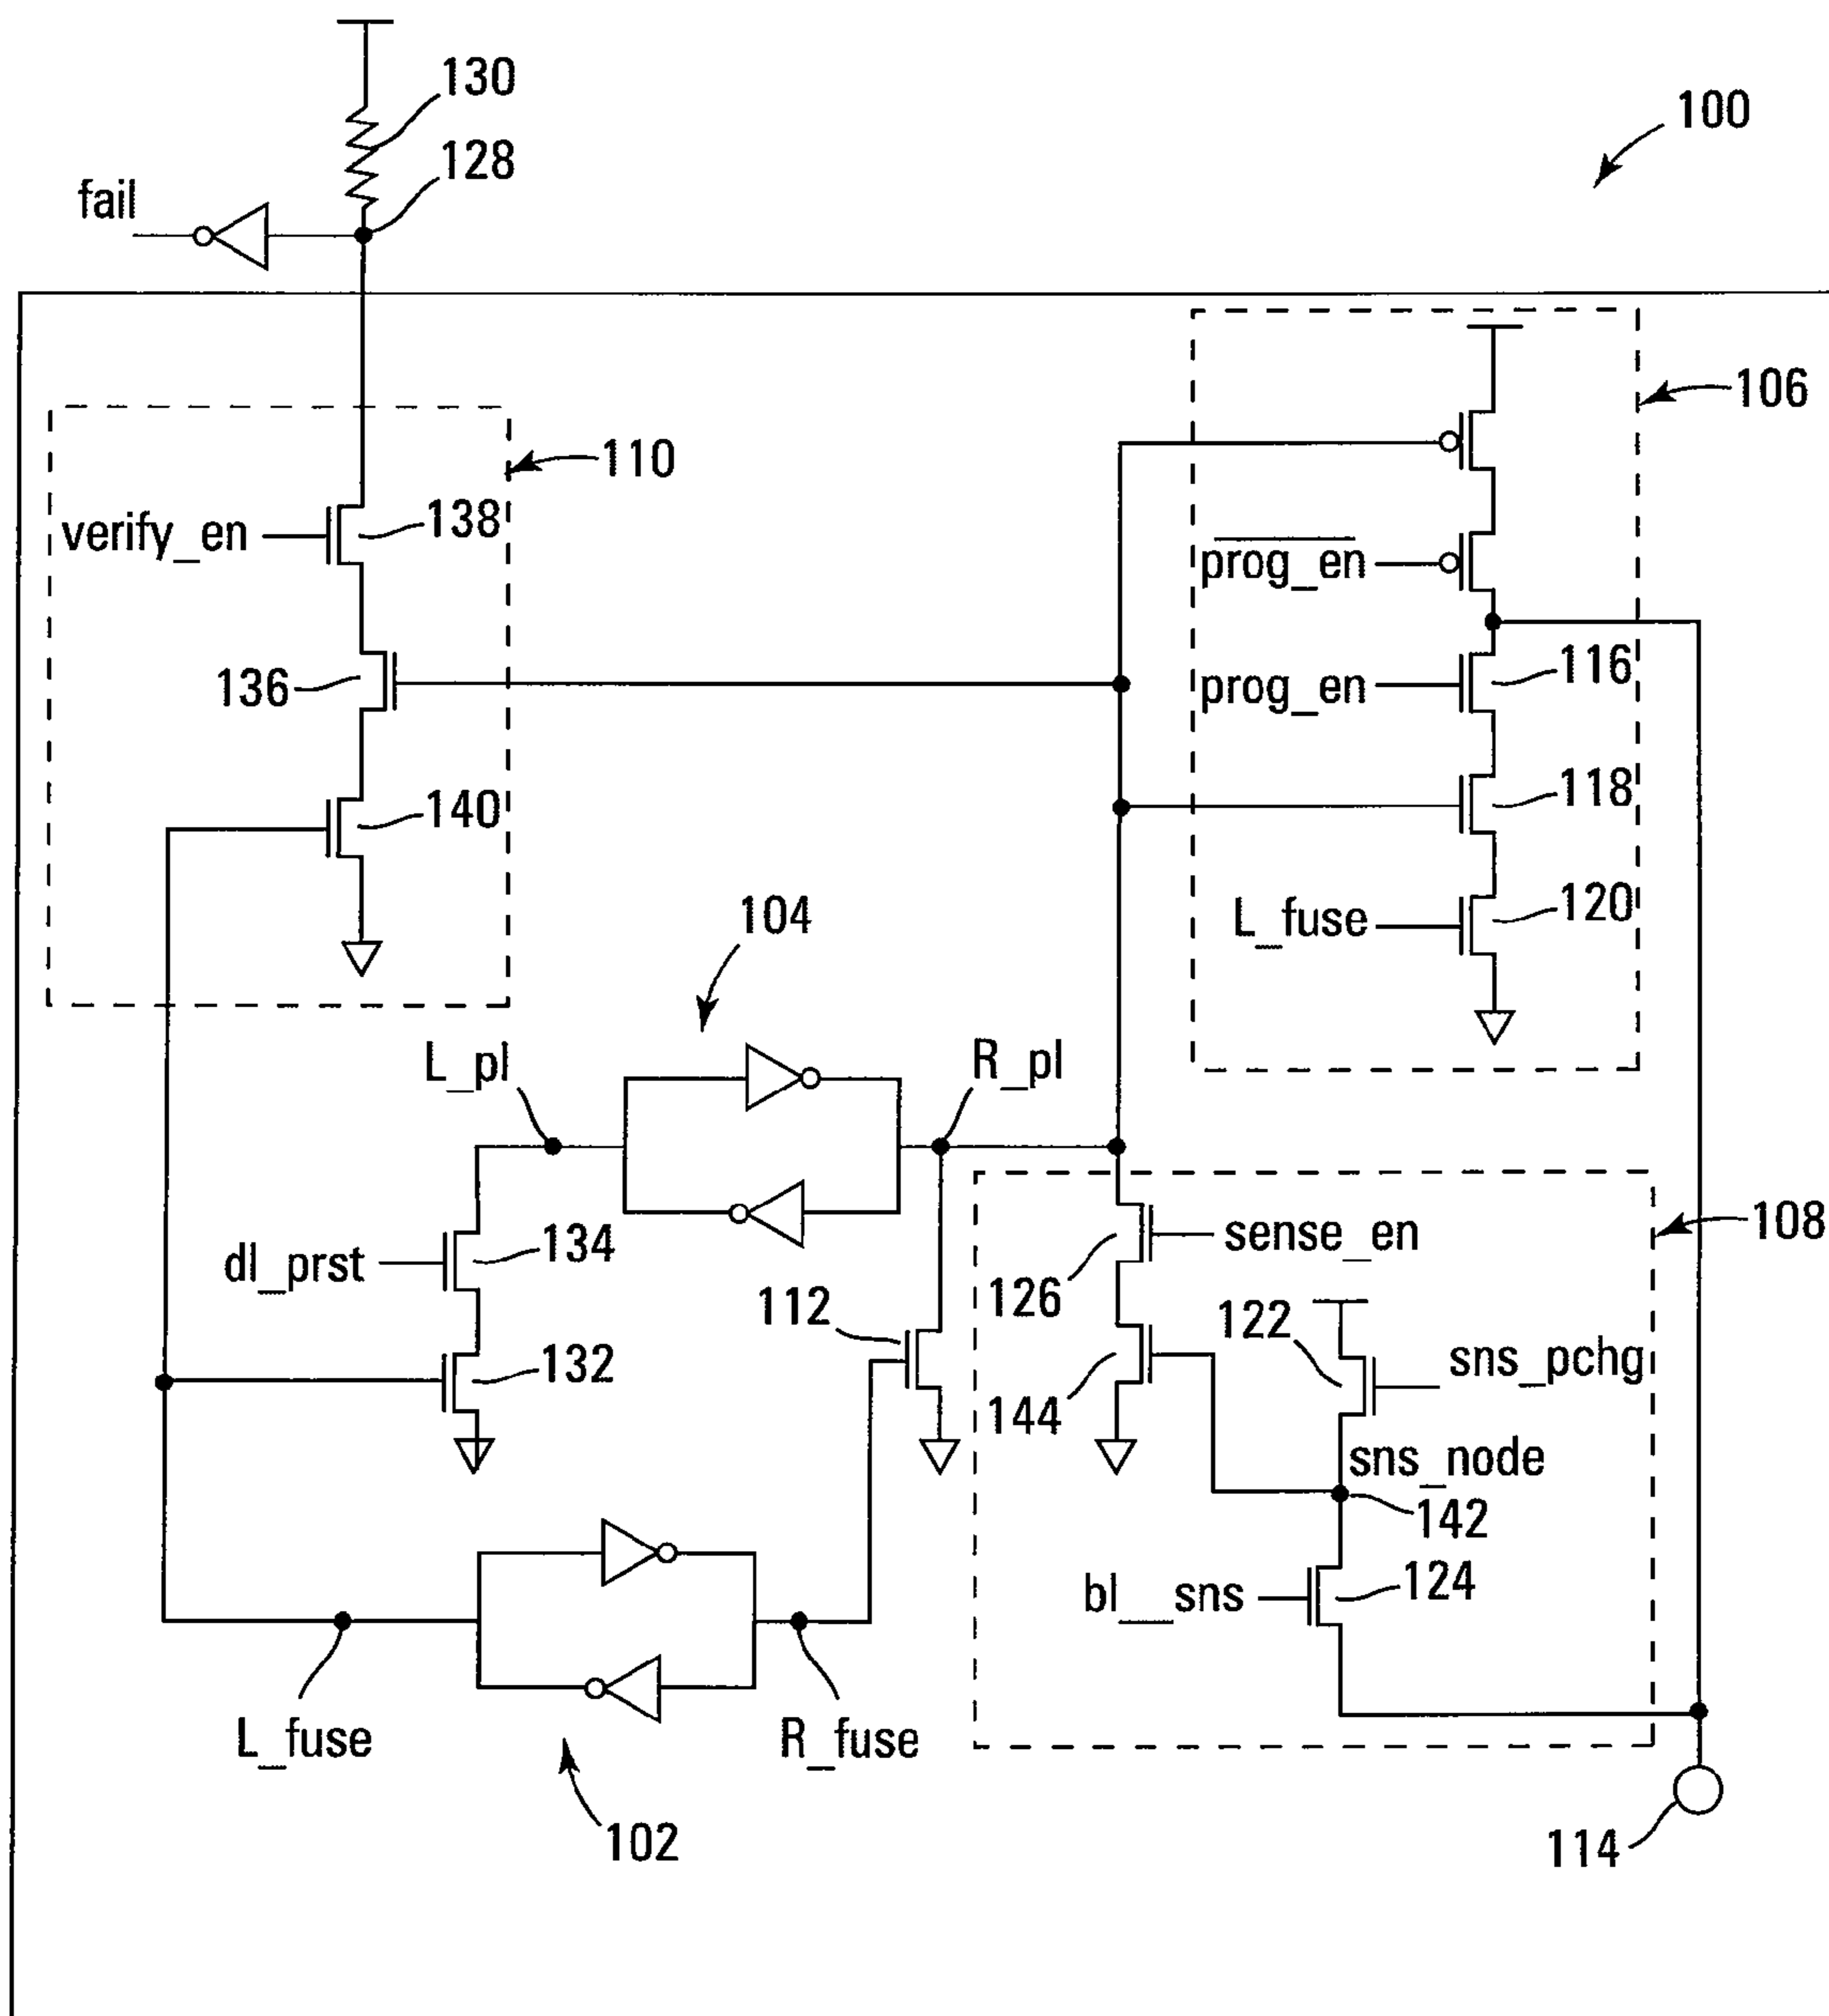 130
100
128
fail
106
110
138
verify_en
prog_en
136
116
prog_en
118
140
120
104
L_fuse
L_pl
R_pl
108
sense_en
134
dl_prst
126
112
122
sns_pchg
132
144
sns_node
142
124
bl__sns
L_fuse
R_fuse
102
114